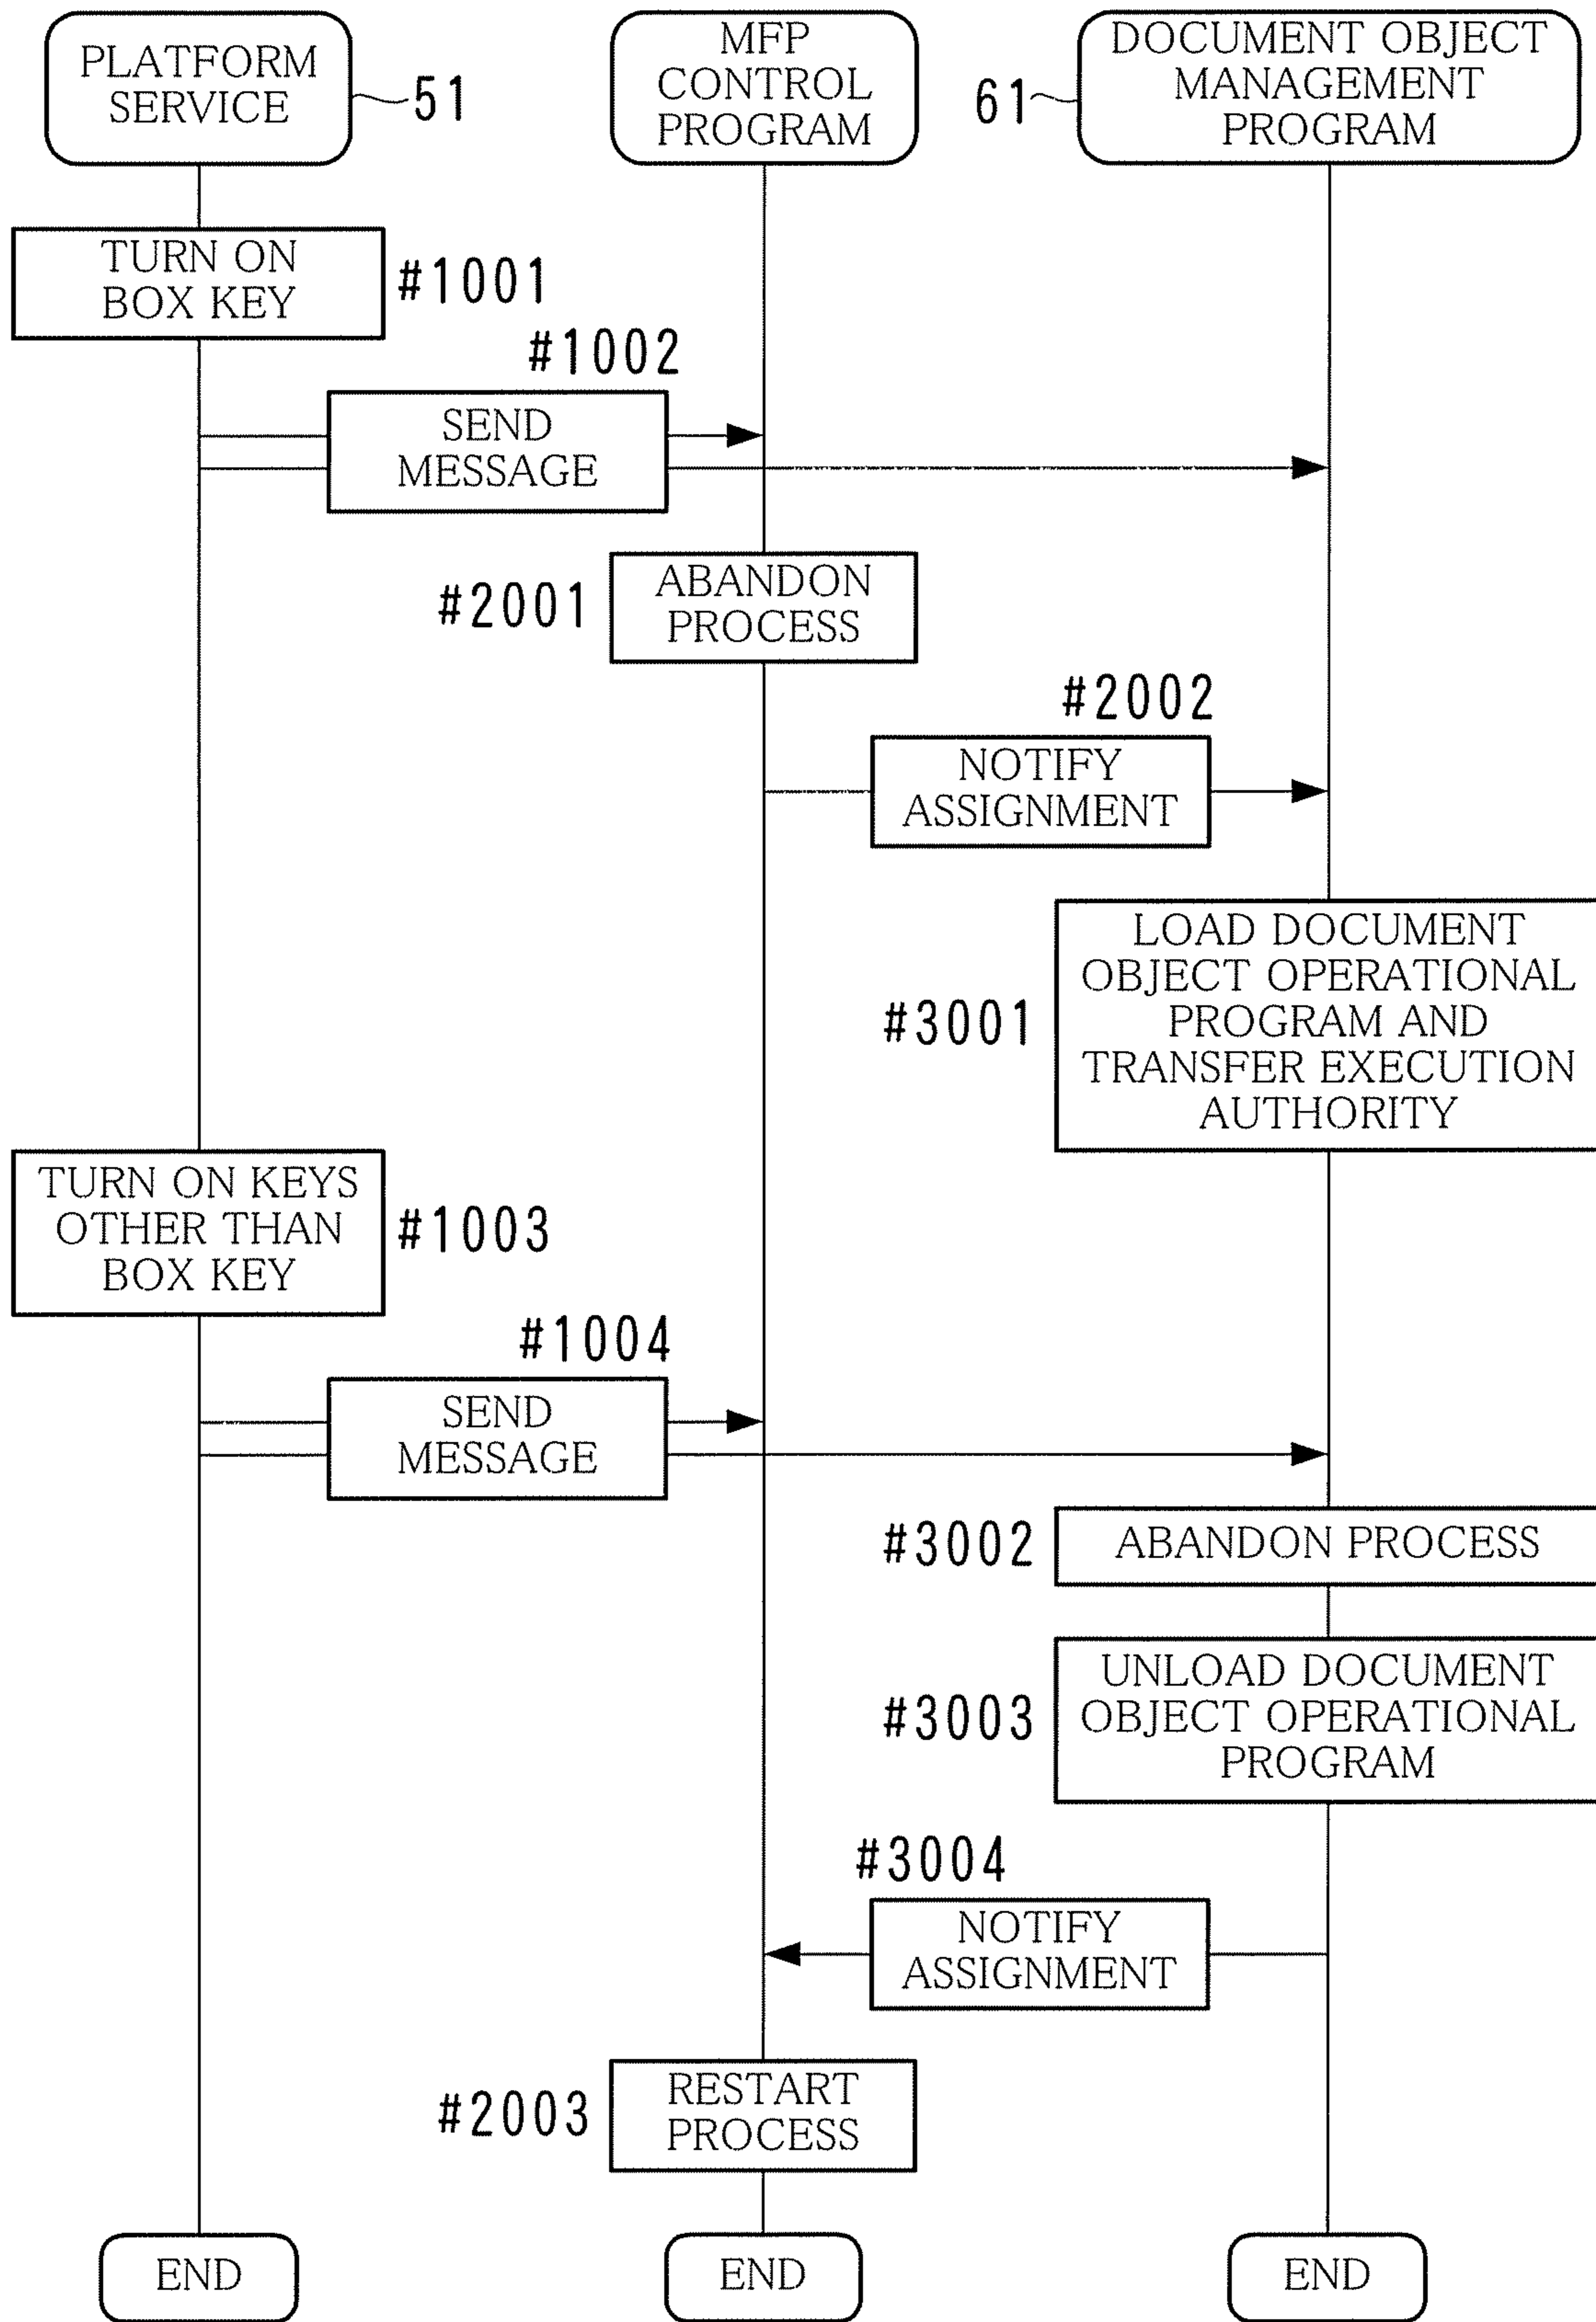 PLATFORM
SERVICE
51
MFP
CONTROL
PROGRAM
61
DOCUMENT OBJECT
MANAGEMENT
PROGRAM
TURN ON
BOX KEY
#1001
#1002
SEND
MESSAGE
#2001
ABANDON
PROCESS
#2002
NOTIFY
ASSIGNMENT
#3001
LOAD DOCUMENT
OBJECT OPERATIONAL
PROGRAM AND
TRANSFER EXECUTION
AUTHORITY
TURN ON KEYS
OTHER THAN
BOX KEY
#1003
#1004
SEND
MESSAGE
#3002
ABANDON PROCESS
#3003
UNLOAD DOCUMENT
OBJECT OPERATIONAL
PROGRAM
#3004
NOTIFY
ASSIGNMENT
#2003
RESTART
PROCESS
END
END
END